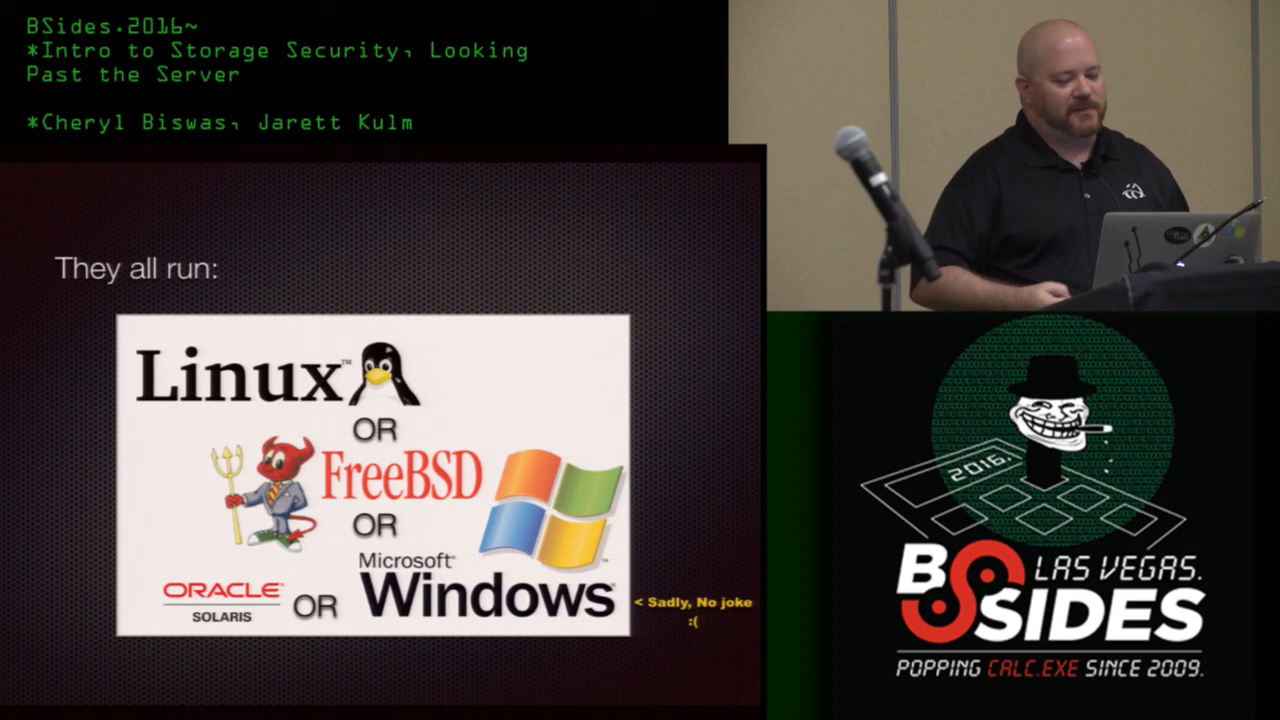 BSides.2016~
*Intro to Storage Security, Looking
Past the Server
*Cheryl Biswas, Jarett Kulm
They all run:
Linux™
OR
FreeBSD
OR
Microsoft®
Windows®
ORACLE®
SOLARIS
OR
< Sadly, No joke
:(
2016.
BSIDES
LAS VEGAS.
POPPING CALC.EXE SINCE 2009.